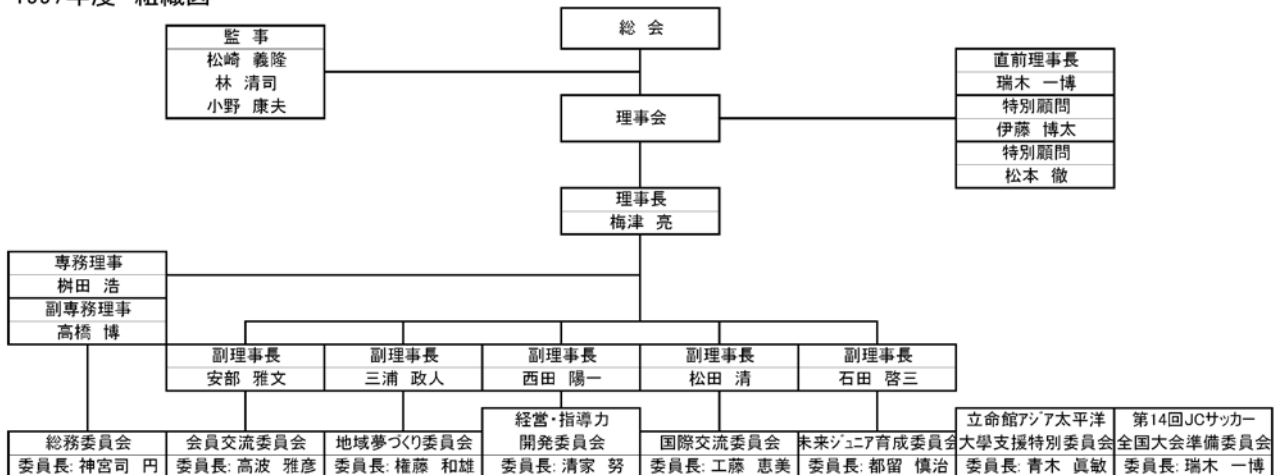 総 会
監 事
松崎 義隆
林 清司
小野 康夫
直前理事長
瑞木 一博
特別顧問
伊藤 博太
特別顧問
松本 徹
理事会
理事長
梅津 亮
専務理事
桝田 浩
副専務理事
高橋 博
副理事長
安部 雅文
副理事長
三浦 政人
副理事長
西田 陽一
副理事長
松田 清
副理事長
石田 啓三
総務委員会
委員長: 神宮司 円
会員交流委員会
委員長: 高波 雅彦
地域夢づくり委員会
委員長: 権藤 和雄
経営・指導力
開発委員会
委員長: 清家 努
国際交流委員会
委員長: 工藤 恵美
未来ジュニア育成委員会
委員長: 都留 慎治
立命館アジア太平洋
大學支援特別委員会
委員長: 青木 眞敏
第14回JCサッカー
全国大会準備委員会
委員長: 瑞木 一博